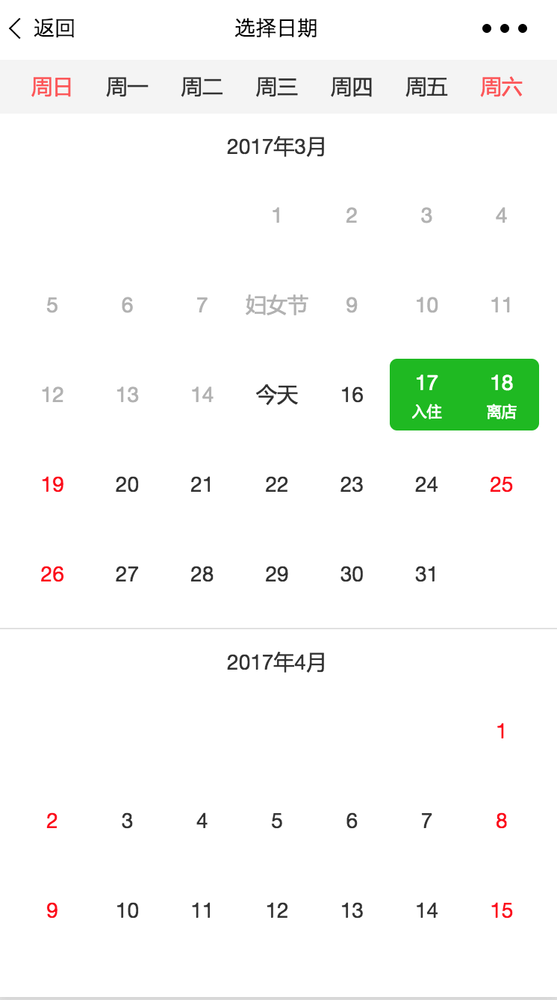 返回 选择日期
周日 周一 周二 周三 周四 周五 周六
2017年3月
1 2 3 4
5 6 7 妇女节 9 10 11
12 13 14 今天 16 17 18
入住 离店
19 20 21 22 23 24 25
26 27 28 29 30 31
2017年4月
1
2 3 4 5 6 7 8
9 10 11 12 13 14 15